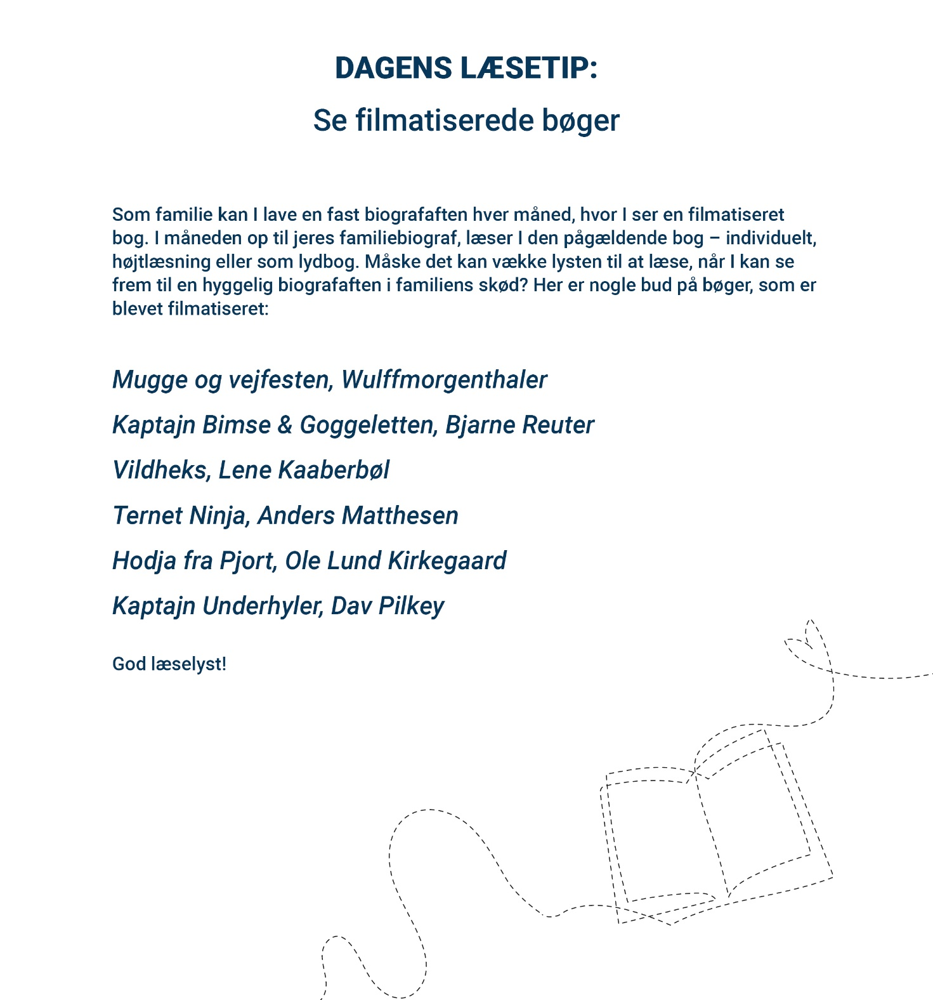 DAGENS LÆSETIP:
Se filmatiserede bøger
Som familie kan I lave en fast biografaften hver måned, hvor I ser en filmatiseret
bog. I måneden op til jeres familiebiograf, læser I den pågældende bog – individuelt,
højtlæsning eller som lydbog. Måske det kan vække lysten til at læse, når I kan se
frem til en hyggelig biografaften i familiens skød? Her er nogle bud på bøger, som er
blevet filmatiseret:
Mugge og vejfesten, Wulffmorgenthaler
Kaptajn Bimse & Goggeletten, Bjarne Reuter
Vildheks, Lene Kaaberbøl
Ternet Ninja, Anders Matthesen
Hodja fra Pjort, Ole Lund Kirkegaard
Kaptajn Underhyler, Dav Pilkey
God læselyst!